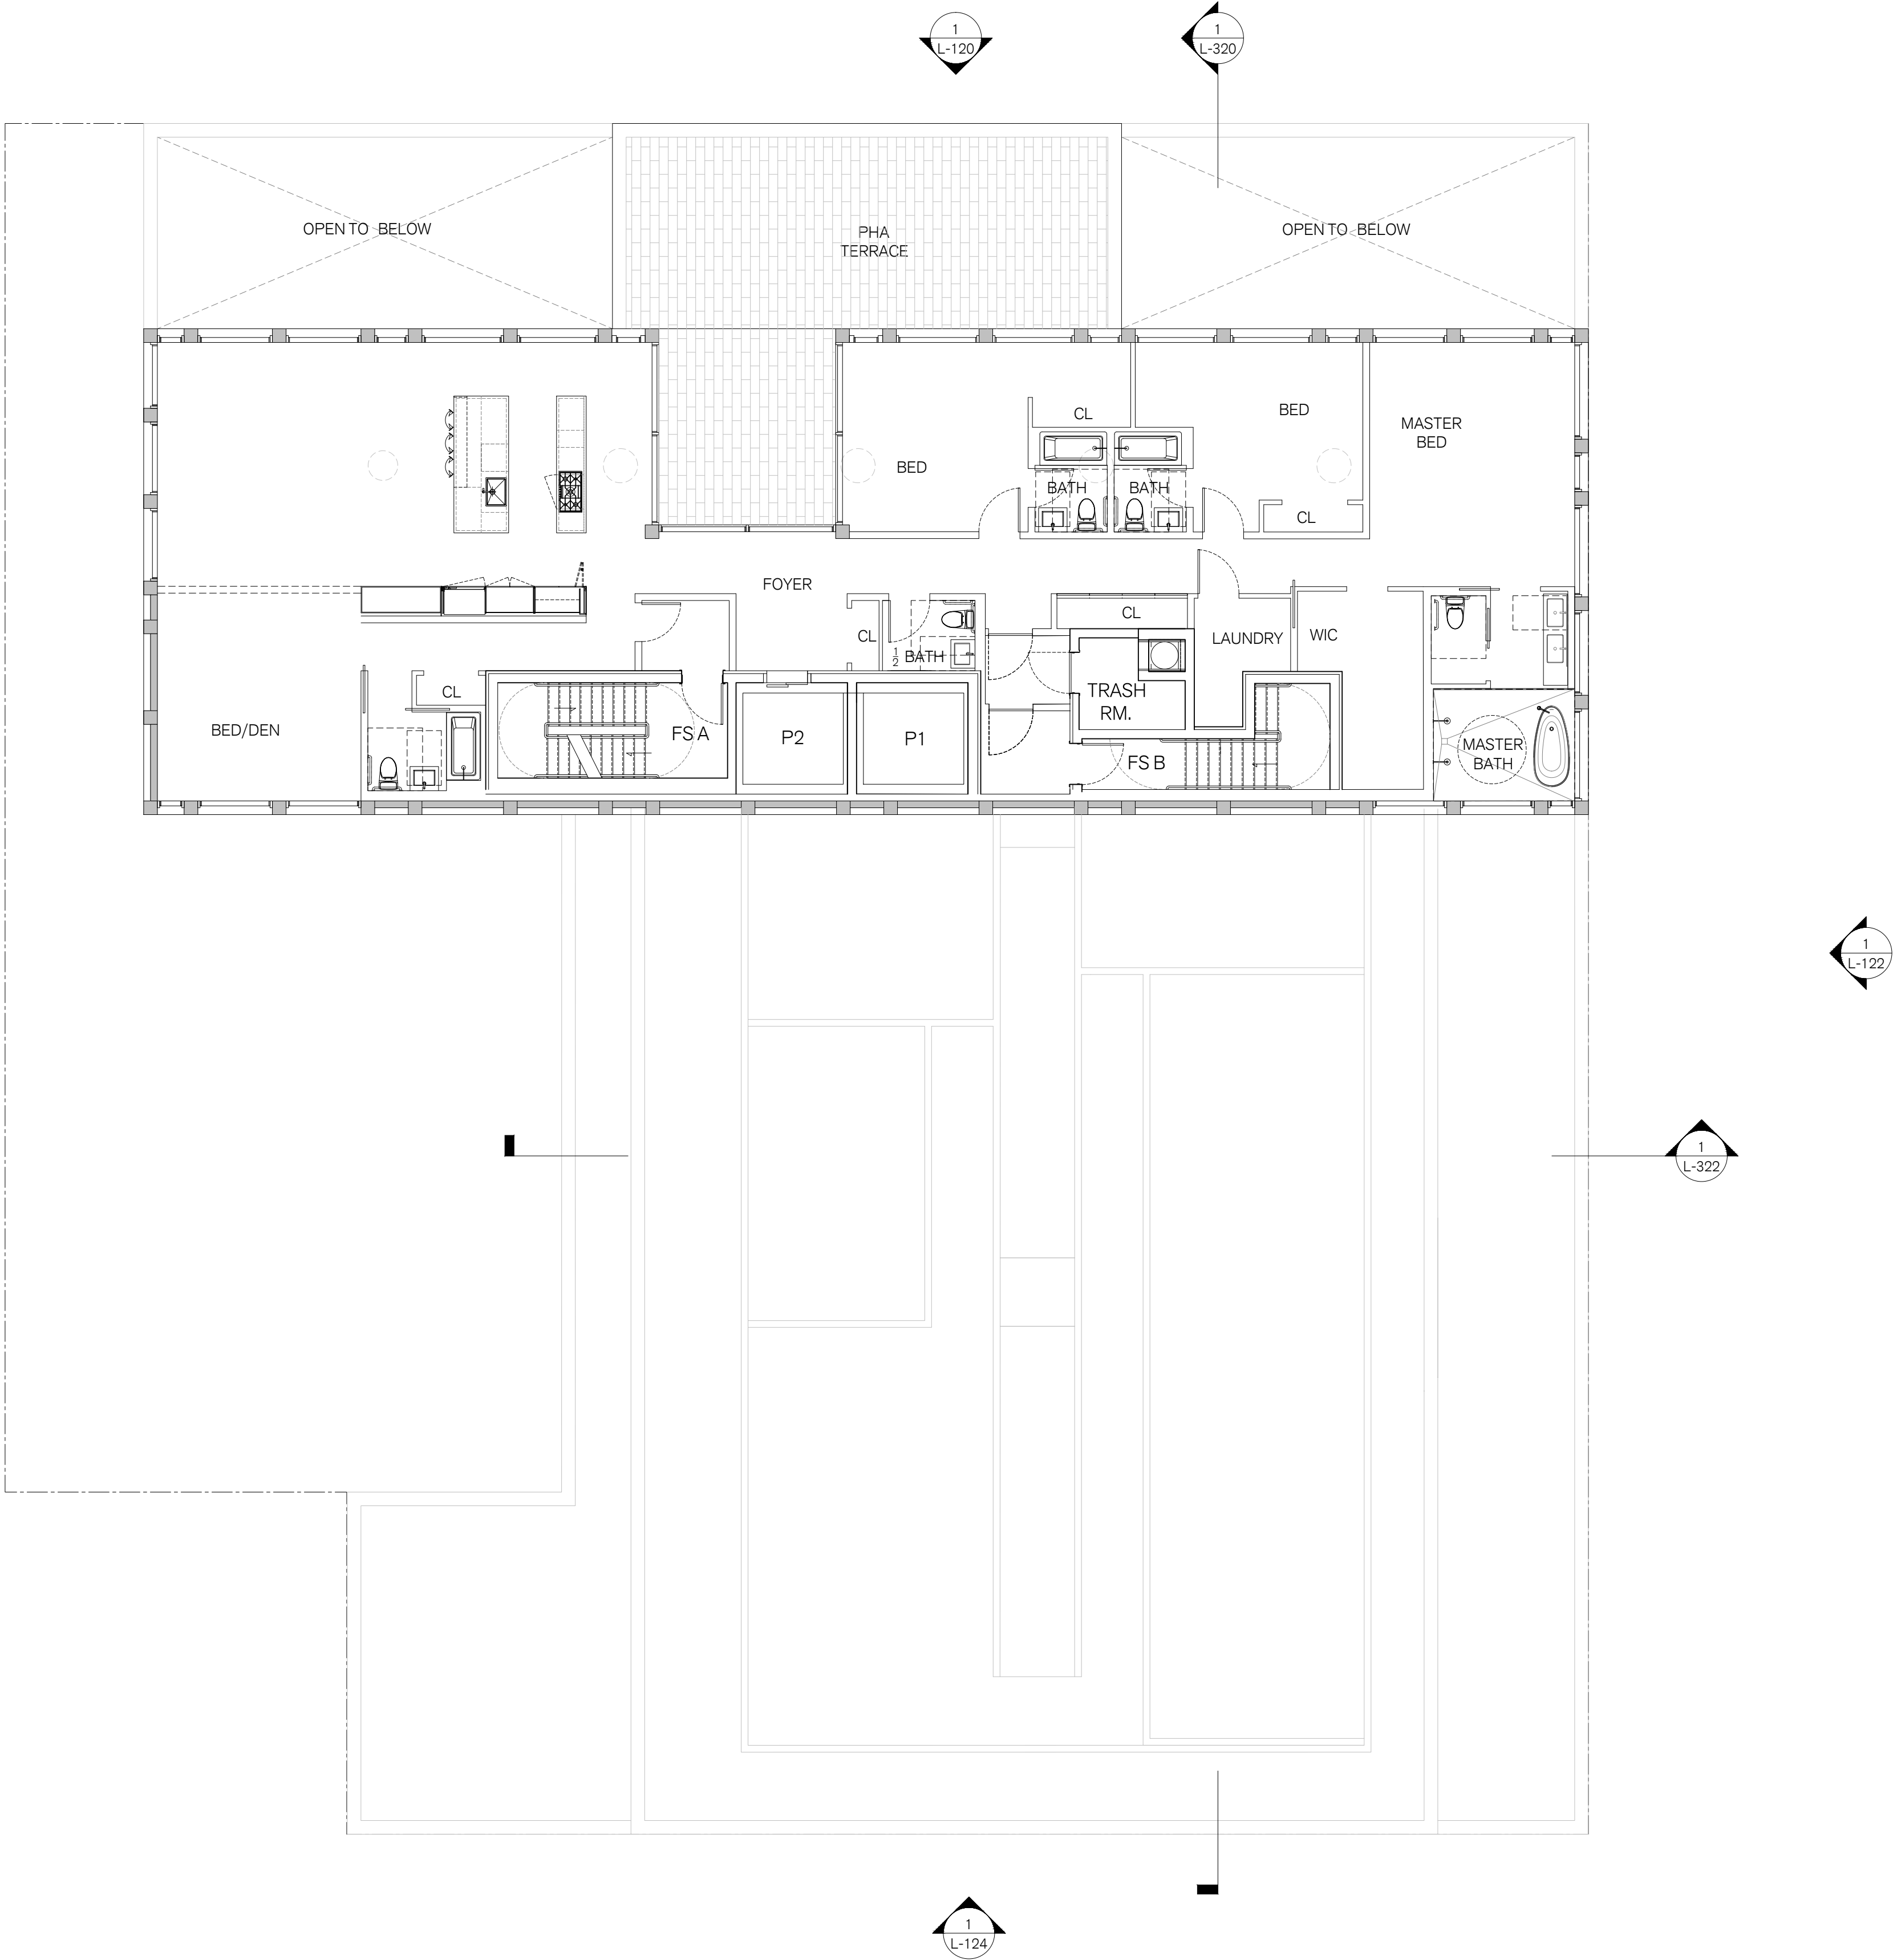 1
L-120
1
L-320
OPEN TO BELOW
PHA
TERRACE
OPEN TO BELOW
CL
BED
MASTER
BED
BED
BATH
BATH
CL
FOYER
CL
CL
LAUNDRY
WIC
1/2 BATH
CL
TRASH
RM.
BED/DEN
FS A
P2
P1
FS B
MASTER
BATH
1
L-122
1
L-322
1
L-124